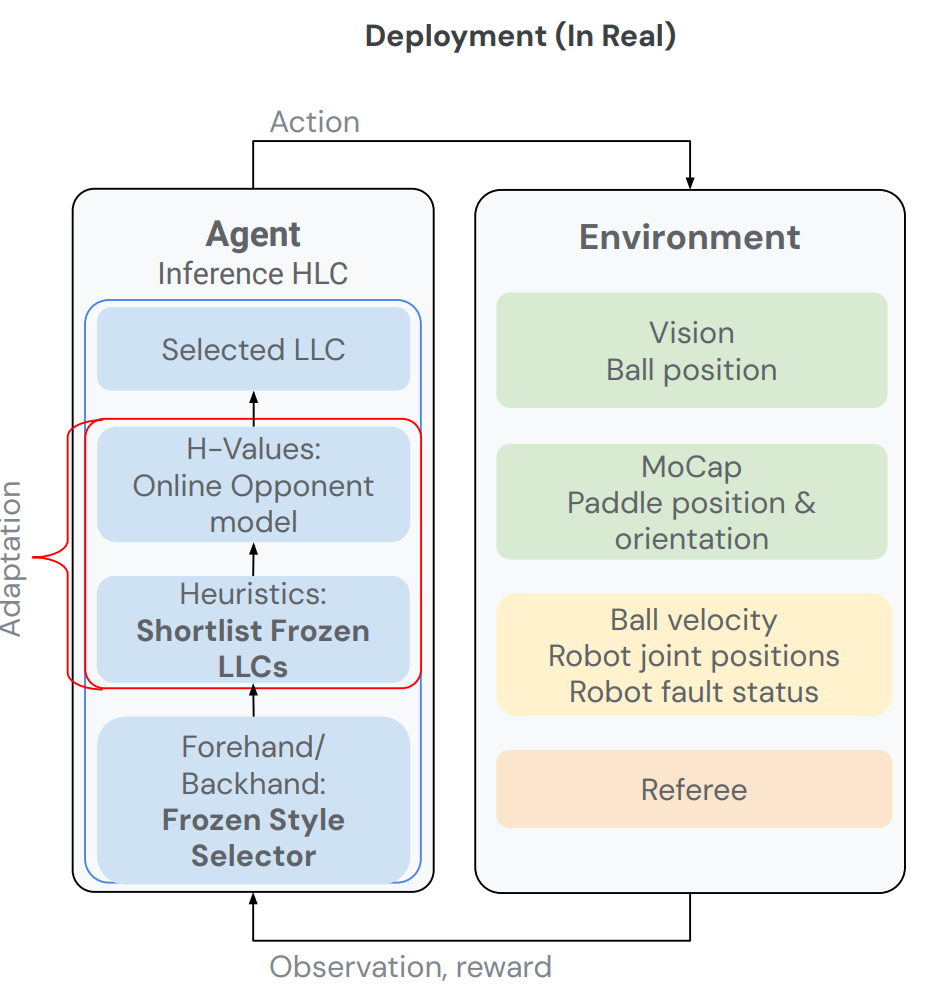 Deployment (In Real)
Action
Agent
Inference HLC
Selected LLC
H-Values:
Online Opponent
model
Heuristics:
Shortlist Frozen
LLCs
Forehand/
Backhand:
Frozen Style
Selector
Adaptation
Environment
Vision
Ball position
MoCap
Paddle position &
orientation
Ball velocity
Robot joint positions
Robot fault status
Referee
Observation, reward